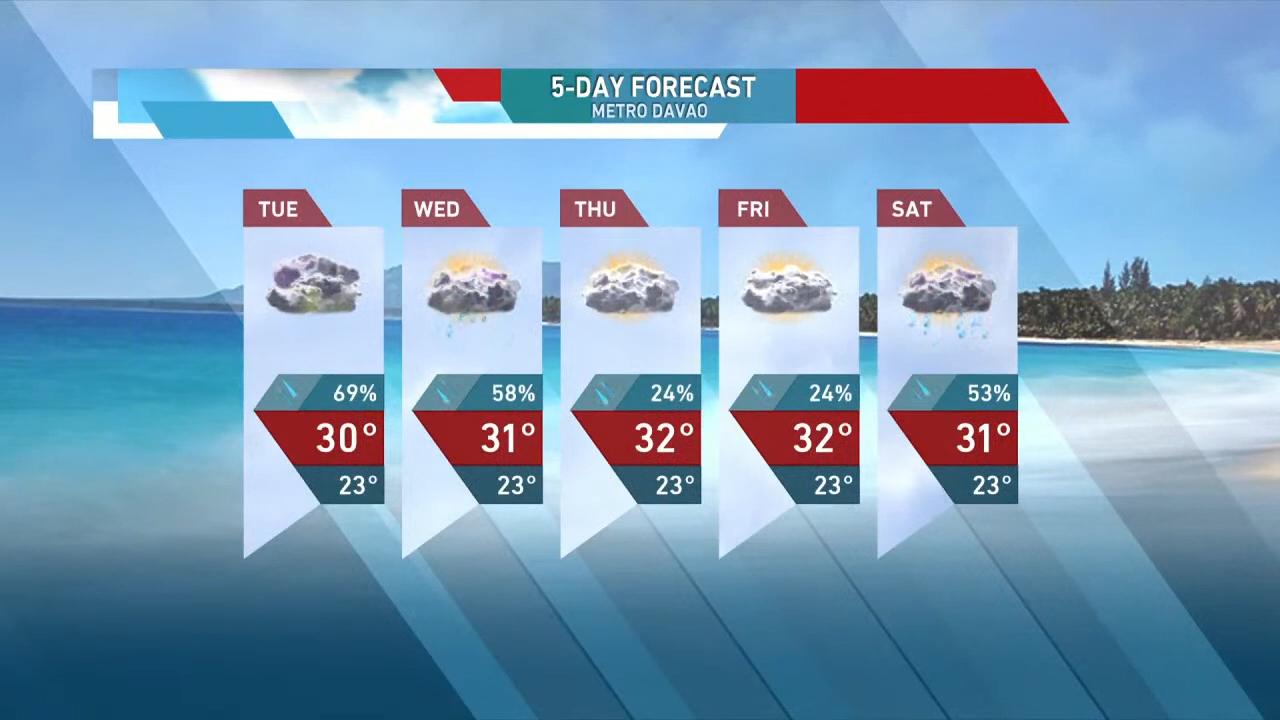 5-DAY FORECAST
METRO DAVAO
TUE WED THU FRI SAT
69% 58% 24% 24% 53%
30° 31° 32° 32° 31°
23° 23° 23° 23° 23°